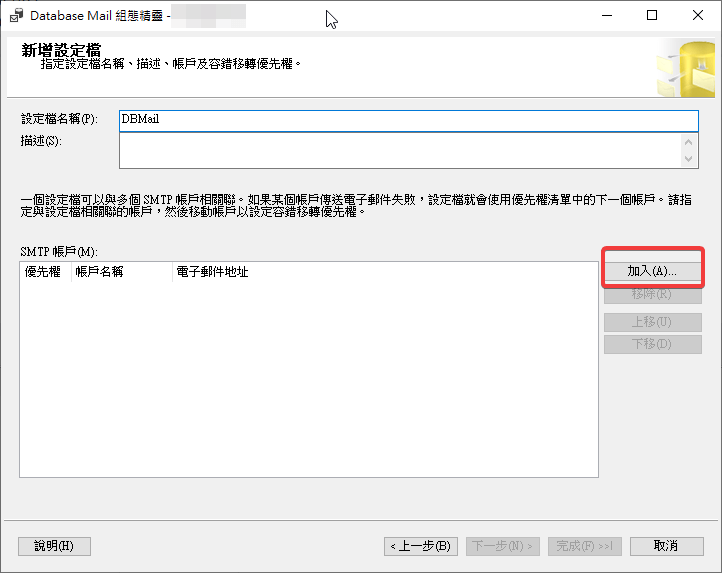 Database Mail 組態精靈 -
新增設定檔
指定設定檔名稱、描述、帳戶及容錯移轉優先權。
設定檔名稱(P):
DBMail
描述(S):
一個設定檔可以與多個 SMTP 帳戶相關聯。如果某個帳戶傳送電子郵件失敗，設定檔就會使用優先權清單中的下一個帳戶。請指
定與設定檔相關聯的帳戶，然後移動帳戶以設定容錯移轉優先權。
SMTP 帳戶(M):
優先權 帳戶名稱 電子郵件地址
加入(A)...
移除(R)
上移(U)
下移(D)
說明(H) < 上一步(B) 下一步(N) > 完成(F) >>| 取消